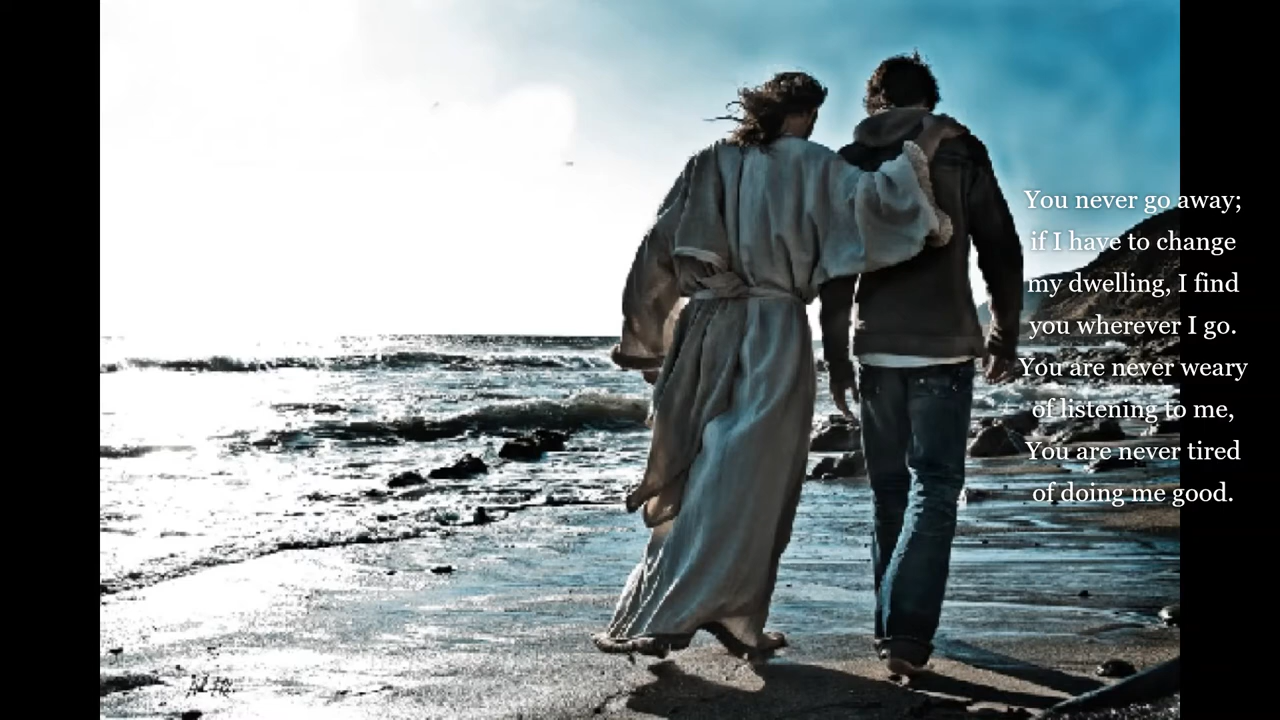 You never go away;
if I have to change
my dwelling, I find
you wherever I go.
You are never weary
of listening to me,
You are never tired
of doing me good.